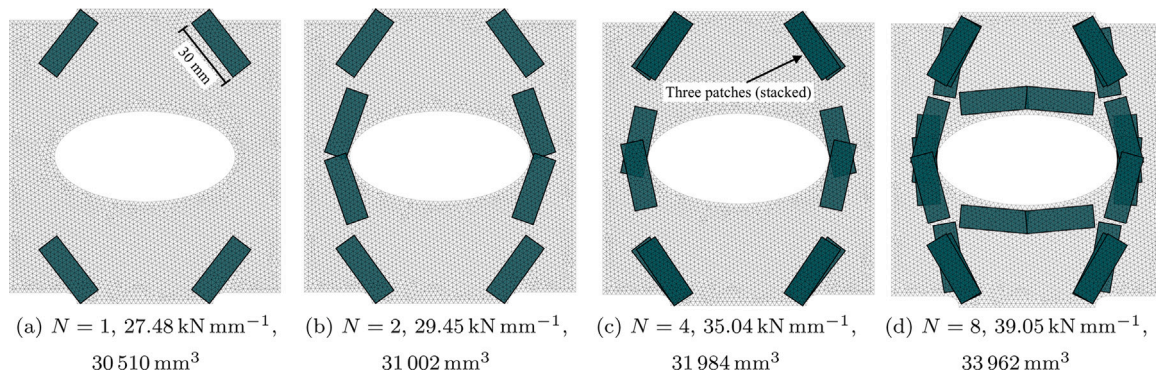 30 mm
Three patches (stacked)
(a) N = 1, 27.48 kN mm⁻¹,
30 510 mm³
(b) N = 2, 29.45 kN mm⁻¹,
31 002 mm³
(c) N = 4, 35.04 kN mm⁻¹,
31 984 mm³
(d) N = 8, 39.05 kN mm⁻¹,
33 962 mm³